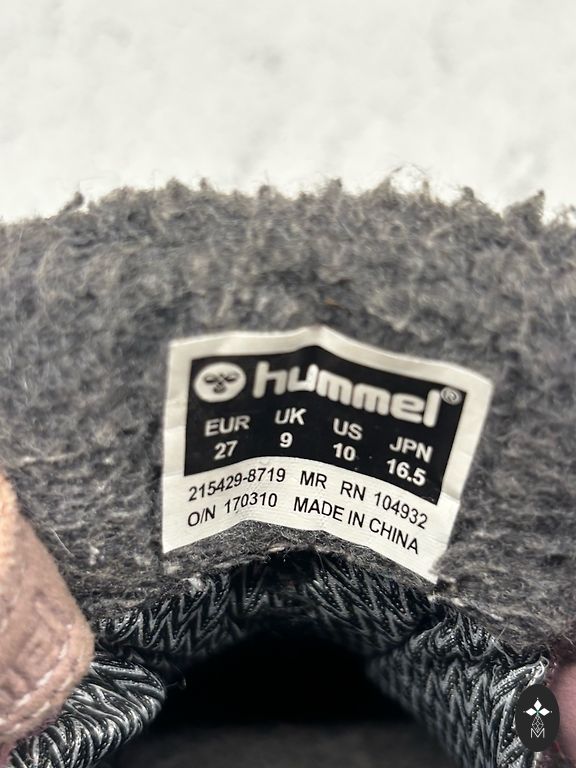 hummel®
EUR UK US JPN
27 9 10 16.5
215429-8719 MR RN 104932
O/N 170310 MADE IN CHINA
M